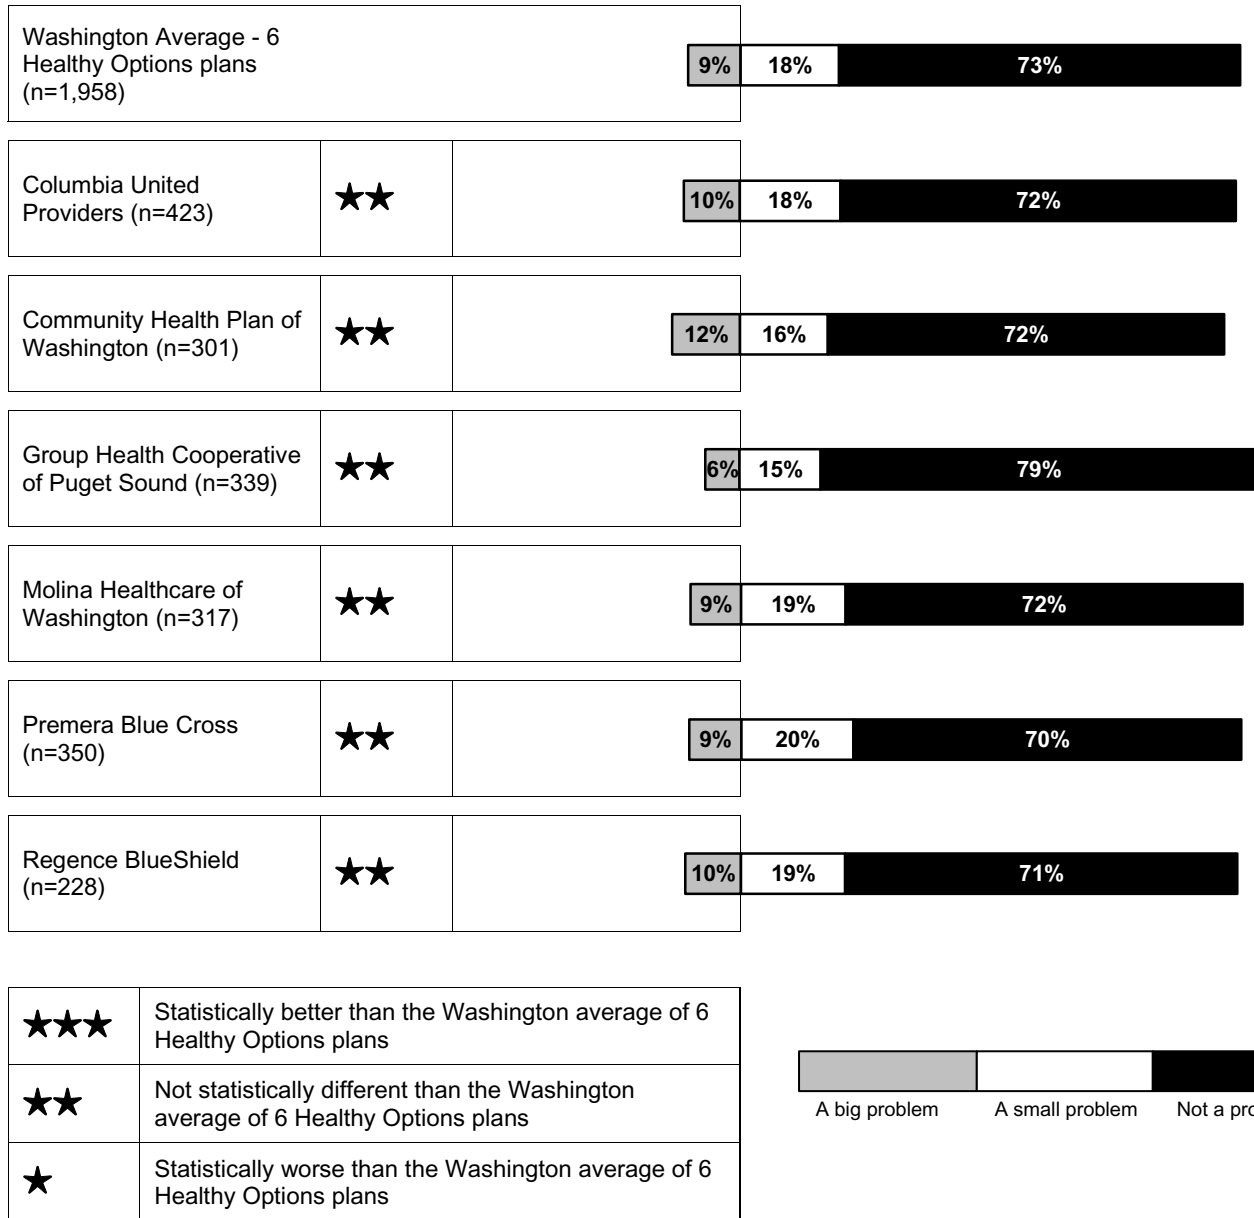 Washington Average - 6
Healthy Options plans
(n=1,958)
9% 18% 73%
Columbia United
Providers (n=423)
★★
10% 18% 72%
Community Health Plan of
Washington (n=301)
★★
12% 16% 72%
Group Health Cooperative
of Puget Sound (n=339)
★★
6% 15% 79%
Molina Healthcare of
Washington (n=317)
★★
9% 19% 72%
Premera Blue Cross
(n=350)
★★
9% 20% 70%
Regence BlueShield
(n=228)
★★
10% 19% 71%
★★★
Statistically better than the Washington average of 6
Healthy Options plans
★★
Not statistically different than the Washington
average of 6 Healthy Options plans
★
Statistically worse than the Washington average of 6
Healthy Options plans
A big problem A small problem Not a pro